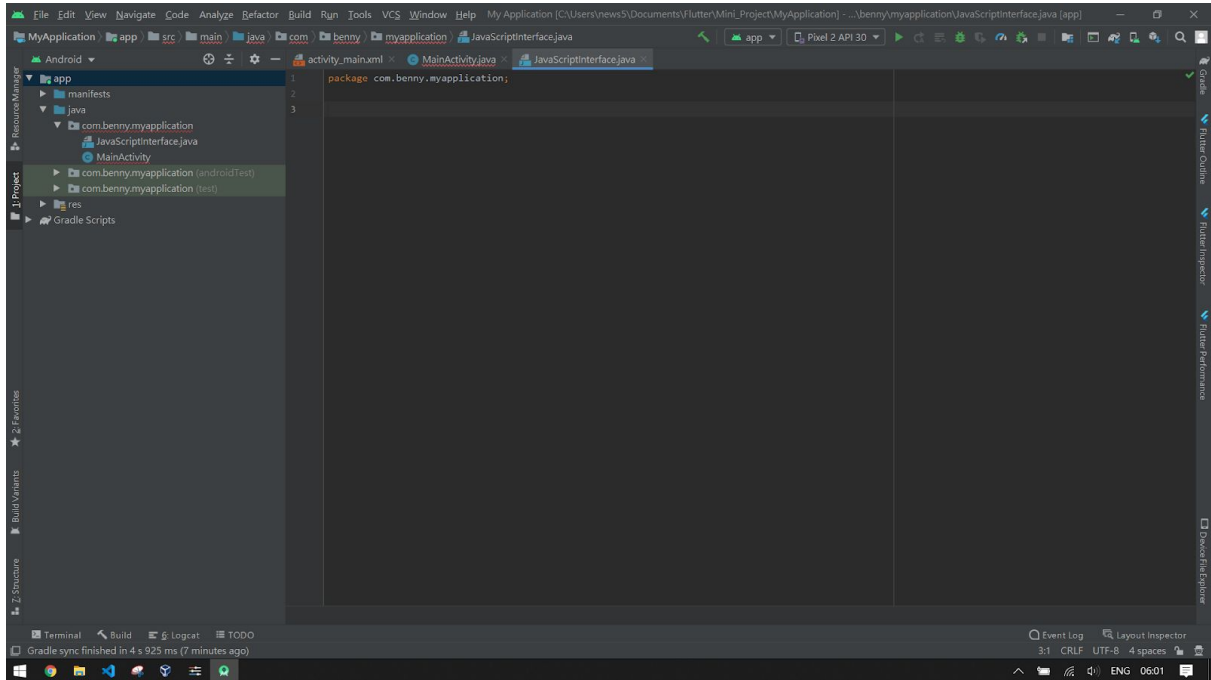 File Edit View Navigate Code Analyze Refactor Build Run Tools VCS Window Help My Application [C:\Users\news5\Documents\Flutter\Mini_Project\MyApplication] - ...\benny\myapplication\JavaScriptInterface.java [app]
MyApplication app src main java com benny myapplication JavaScriptInterface.java app Pixel 2 API 30
Android activity_main.xml MainActivity.java JavaScriptInterface.java
app
manifests
java
com.benny.myapplication
JavaScriptInterface.java
MainActivity
com.benny.myapplication (androidTest)
com.benny.myapplication (test)
res
Gradle Scripts
1 package com.benny.myapplication;
2
3
Resource Manager
1: Project
2: Favorites
Build Variants
7: Structure
Gradle
Flutter Outline
Flutter Inspector
Flutter Performance
Device File Explorer
Terminal Build 6: Logcat TODO Event Log Layout Inspector
Gradle sync finished in 4 s 925 ms (7 minutes ago) 3:1 CRLF UTF-8 4 spaces
ENG 06:01